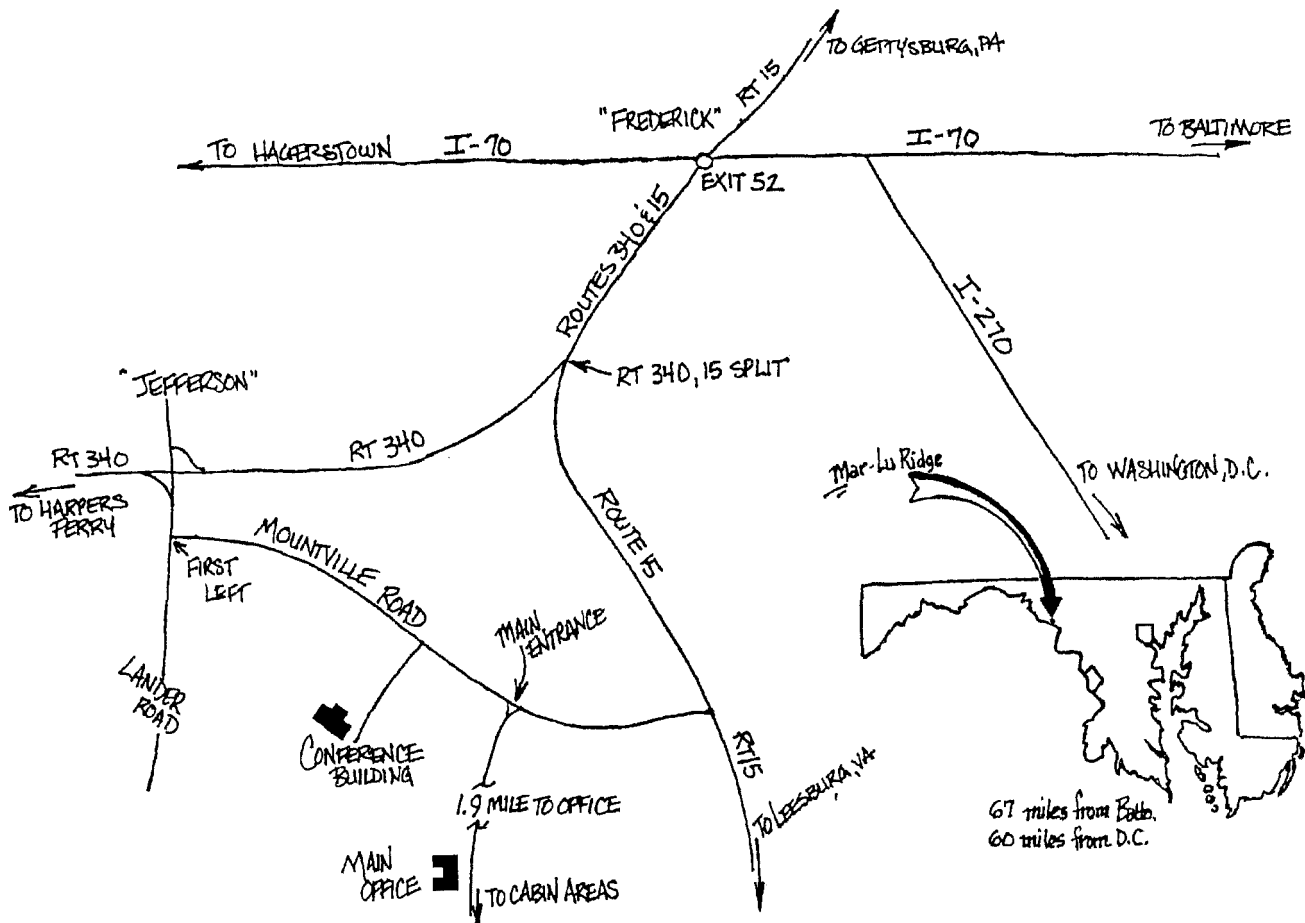 TO GETTYSBURG, PA
RT 15
"FREDERICK"
TO HAGERSTOWN
I-70
I-70
TO BALTIMORE
EXIT 52
ROUTES 340 & 15
I-270
"JEFFERSON"
RT 340, 15 SPLIT
RT 340
RT 340
TO HARPERS
FERRY
Mar-Lu Ridge
TO WASHINGTON, D.C.
ROUTE 15
MOUNTVILLE
ROAD
FIRST
LEFT
MAIN
ENTRANCE
LANDER
ROAD
CONFERENCE
BUILDING
RT 15
1.9 MILE TO OFFICE
TO LEESBURG, VA
67 miles from Balto.
60 miles from D.C.
MAIN
OFFICE
TO CABIN AREAS